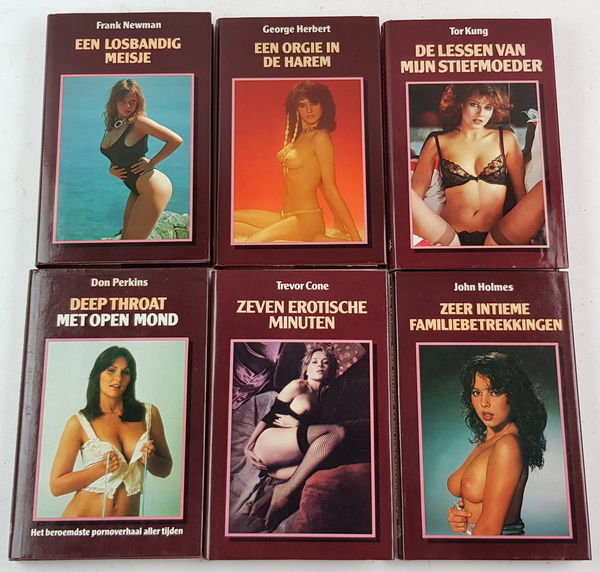 Frank Newman
EEN LOSBANDIG
MEISJE
George Herbert
EEN ORGIE IN
DE HAREM
Tor Kung
DE LESSEN VAN
MIJN STIEFMOEDER
Don Perkins
DEEP THROAT
MET OPEN MOND
Het beroemdste pornoverhaal aller tijden
Trevor Cone
ZEVEN EROTISCHE
MINUTEN
John Holmes
ZEER INTIEME
FAMILIEBETREKKINGEN